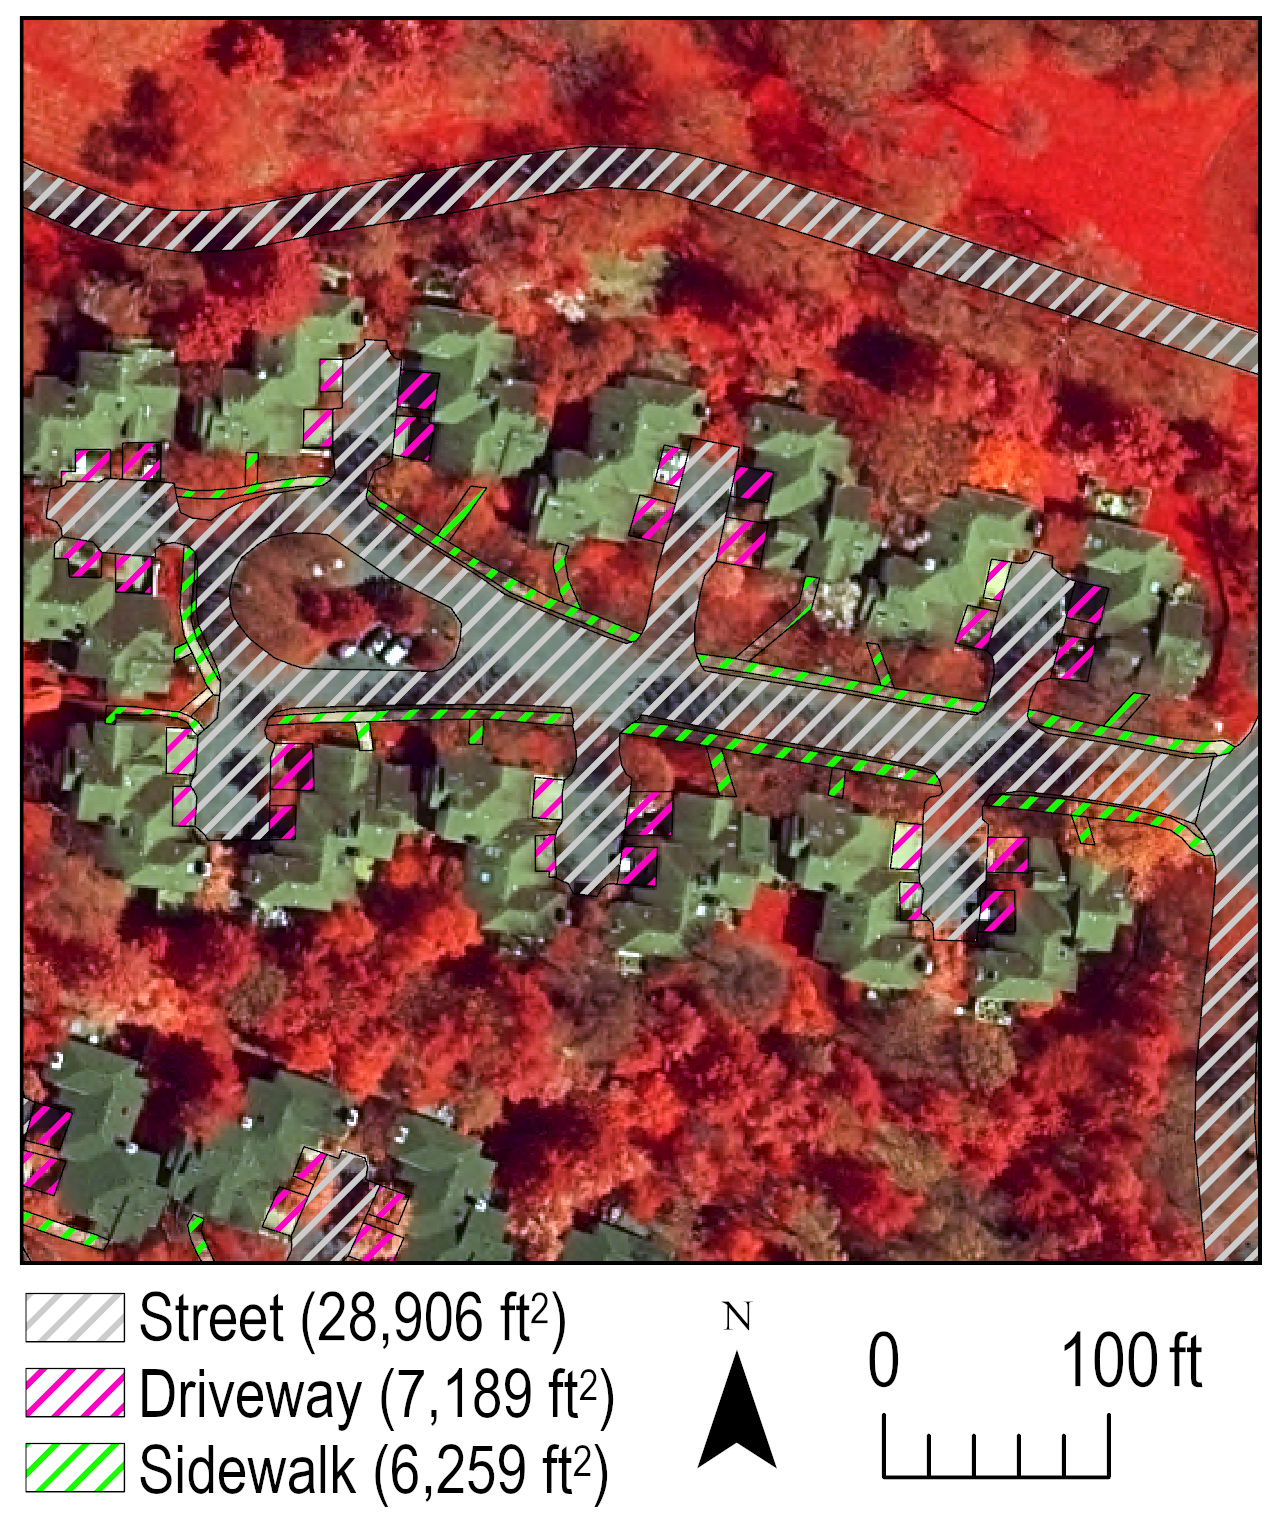 Street (28,906 ft²)
Driveway (7,189 ft²)
Sidewalk (6,259 ft²)
N
0 100 ft